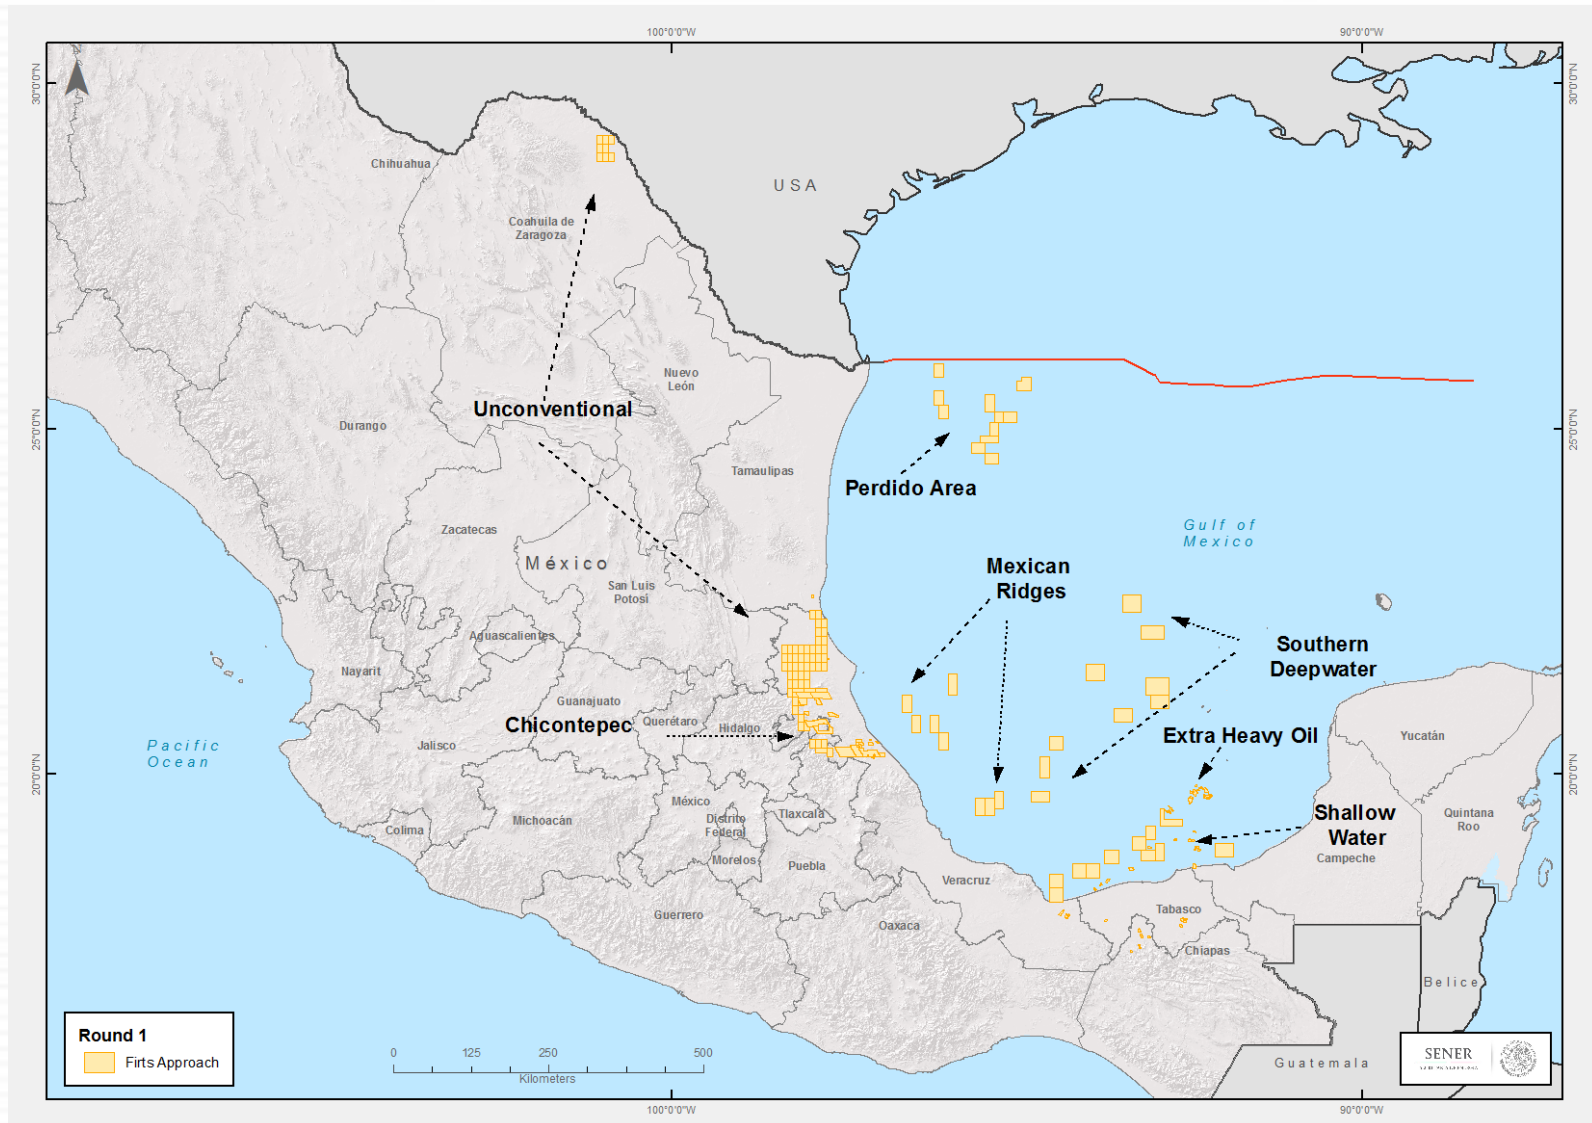 100°0'0"W
90°0'0"W
30°0'0"N
30°0'0"N
Chihuahua
USA
Coahuila de
Zaragoza
Nuevo
León
Unconventional
Durango
25°0'0"N
25°0'0"N
Tamaulipas
Perdido Area
Zacatecas
Gulf of
Mexico
México
Mexican
Ridges
San Luis
Potosí
Aguascalientes
Southern
Deepwater
Nayarit
Guanajuato
Chicontepec
Querétaro
Hidalgo
Extra Heavy Oil
Yucatán
Pacific
Ocean
Jalisco
20°0'0"N
20°0'0"N
México
Distrito
Federal
Tlaxcala
Michoacán
Colima
Shallow
Water
Quintana
Roo
Campeche
Morelos
Puebla
Veracruz
Guerrero
Oaxaca
Tabasco
Chiapas
Belice
Guatemala
Round 1
Firts Approach
0 125 250 500
Kilometers
SENER
100°0'0"W
90°0'0"W